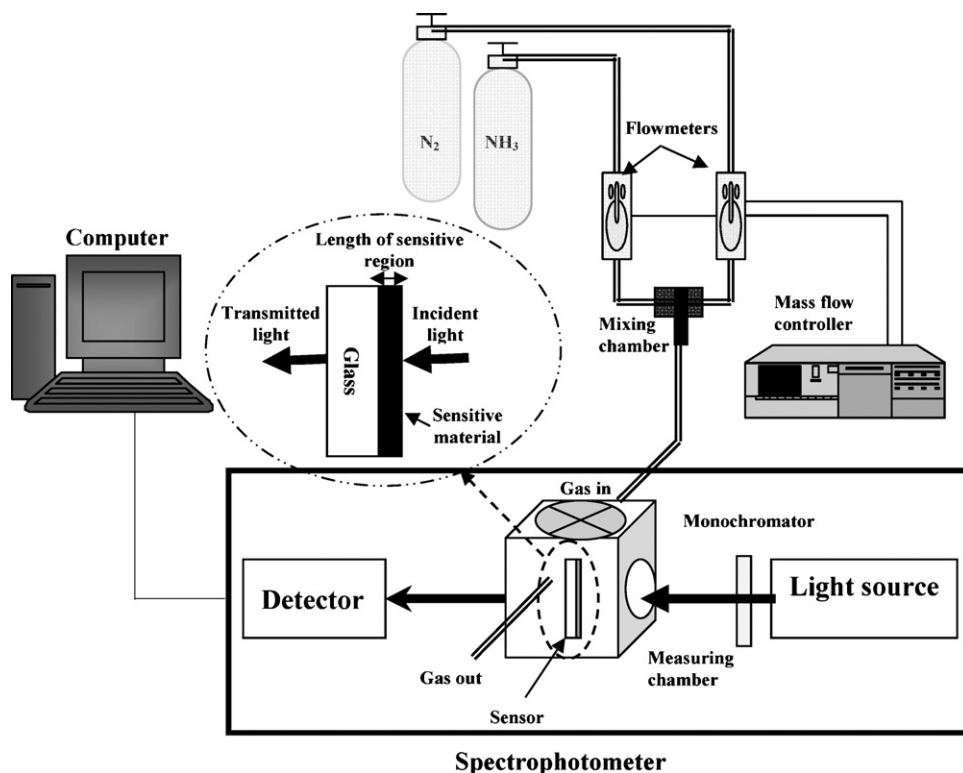 N₂
NH₃
Flowmeters
Computer
Length of sensitive
region
Transmitted
light
Incident
light
Glass
Sensitive
material
Mixing
chamber
Mass flow
controller
Gas in
Monochromator
Detector
Light source
Gas out
Measuring
chamber
Sensor
Spectrophotometer